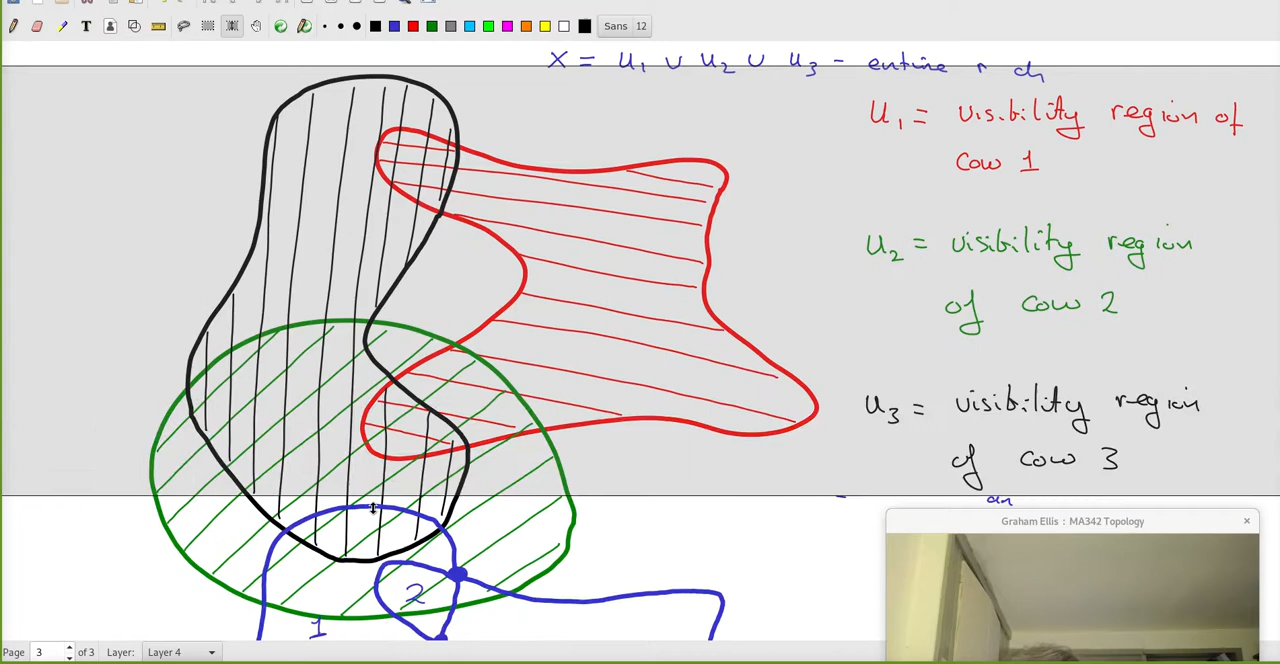 Sans 12
X = U1 ∪ U2 ∪ U3 - entire
U1 = visibility region of
cow 1
U2 = visibility region
of cow 2
U3 = visibility region
of cow 3
Graham Ellis : MA342 Topology
2
1
Page 3 of 3 Layer: Layer 4